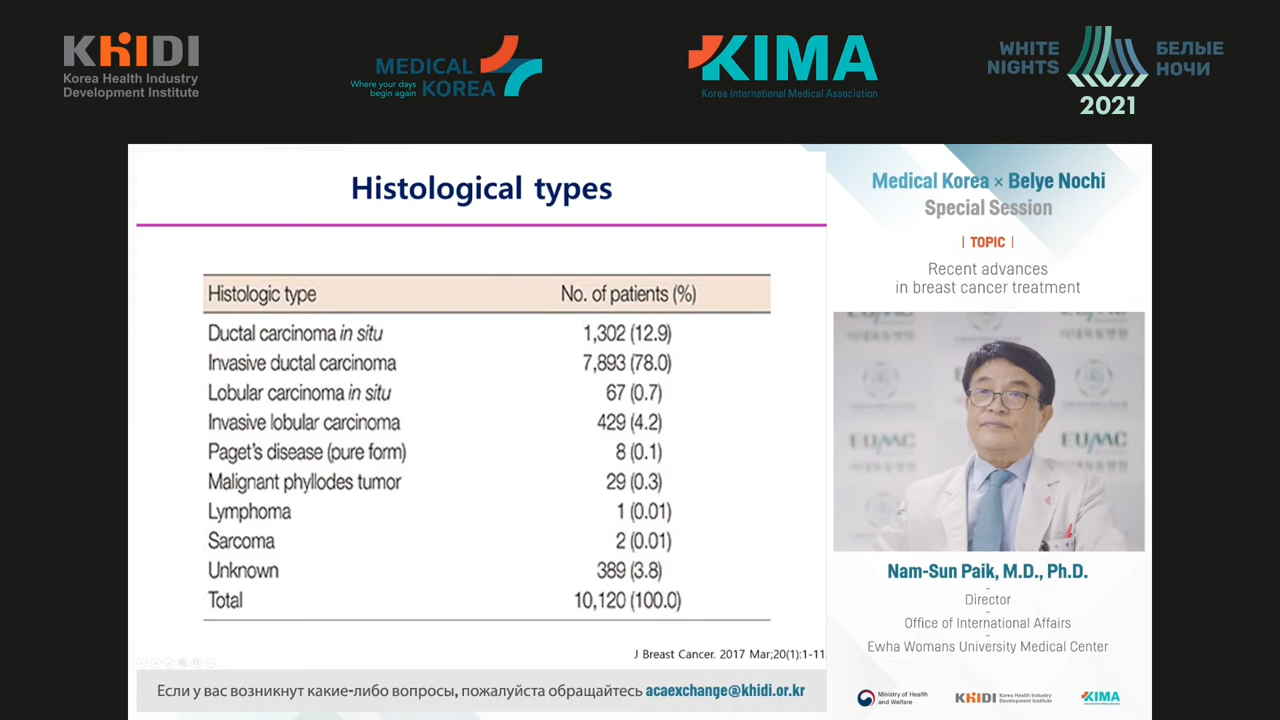 KHIDI
Korea Health Industry
Development Institute
MEDICAL
KOREA
Where your days
begin again
KIMA
Korea International Medical Association
WHITE
NIGHTS
БЕЛЫЕ
НОЧИ
2021
Histological types
Histologic type No. of patients (%)
Ductal carcinoma in situ 1,302 (12.9)
Invasive ductal carcinoma 7,893 (78.0)
Lobular carcinoma in situ 67 (0.7)
Invasive lobular carcinoma 429 (4.2)
Paget's disease (pure form) 8 (0.1)
Malignant phyllodes tumor 29 (0.3)
Lymphoma 1 (0.01)
Sarcoma 2 (0.01)
Unknown 389 (3.8)
Total 10,120 (100.0)
J Breast Cancer. 2017 Mar;20(1):1-11.
Если у вас возникнут какие-либо вопросы, пожалуйста обращайтесь acaexchange@khidi.or.kr
Medical Korea × Belye Nochi
Special Session
| TOPIC |
Recent advances
in breast cancer treatment
EUMC
EUMC
Nam-Sun Paik, M.D., Ph.D.
Director
Office of International Affairs
Ewha Womans University Medical Center
Ministry of Health
and Welfare
KHIDI
Korea Health Industry
Development Institute
KIMA